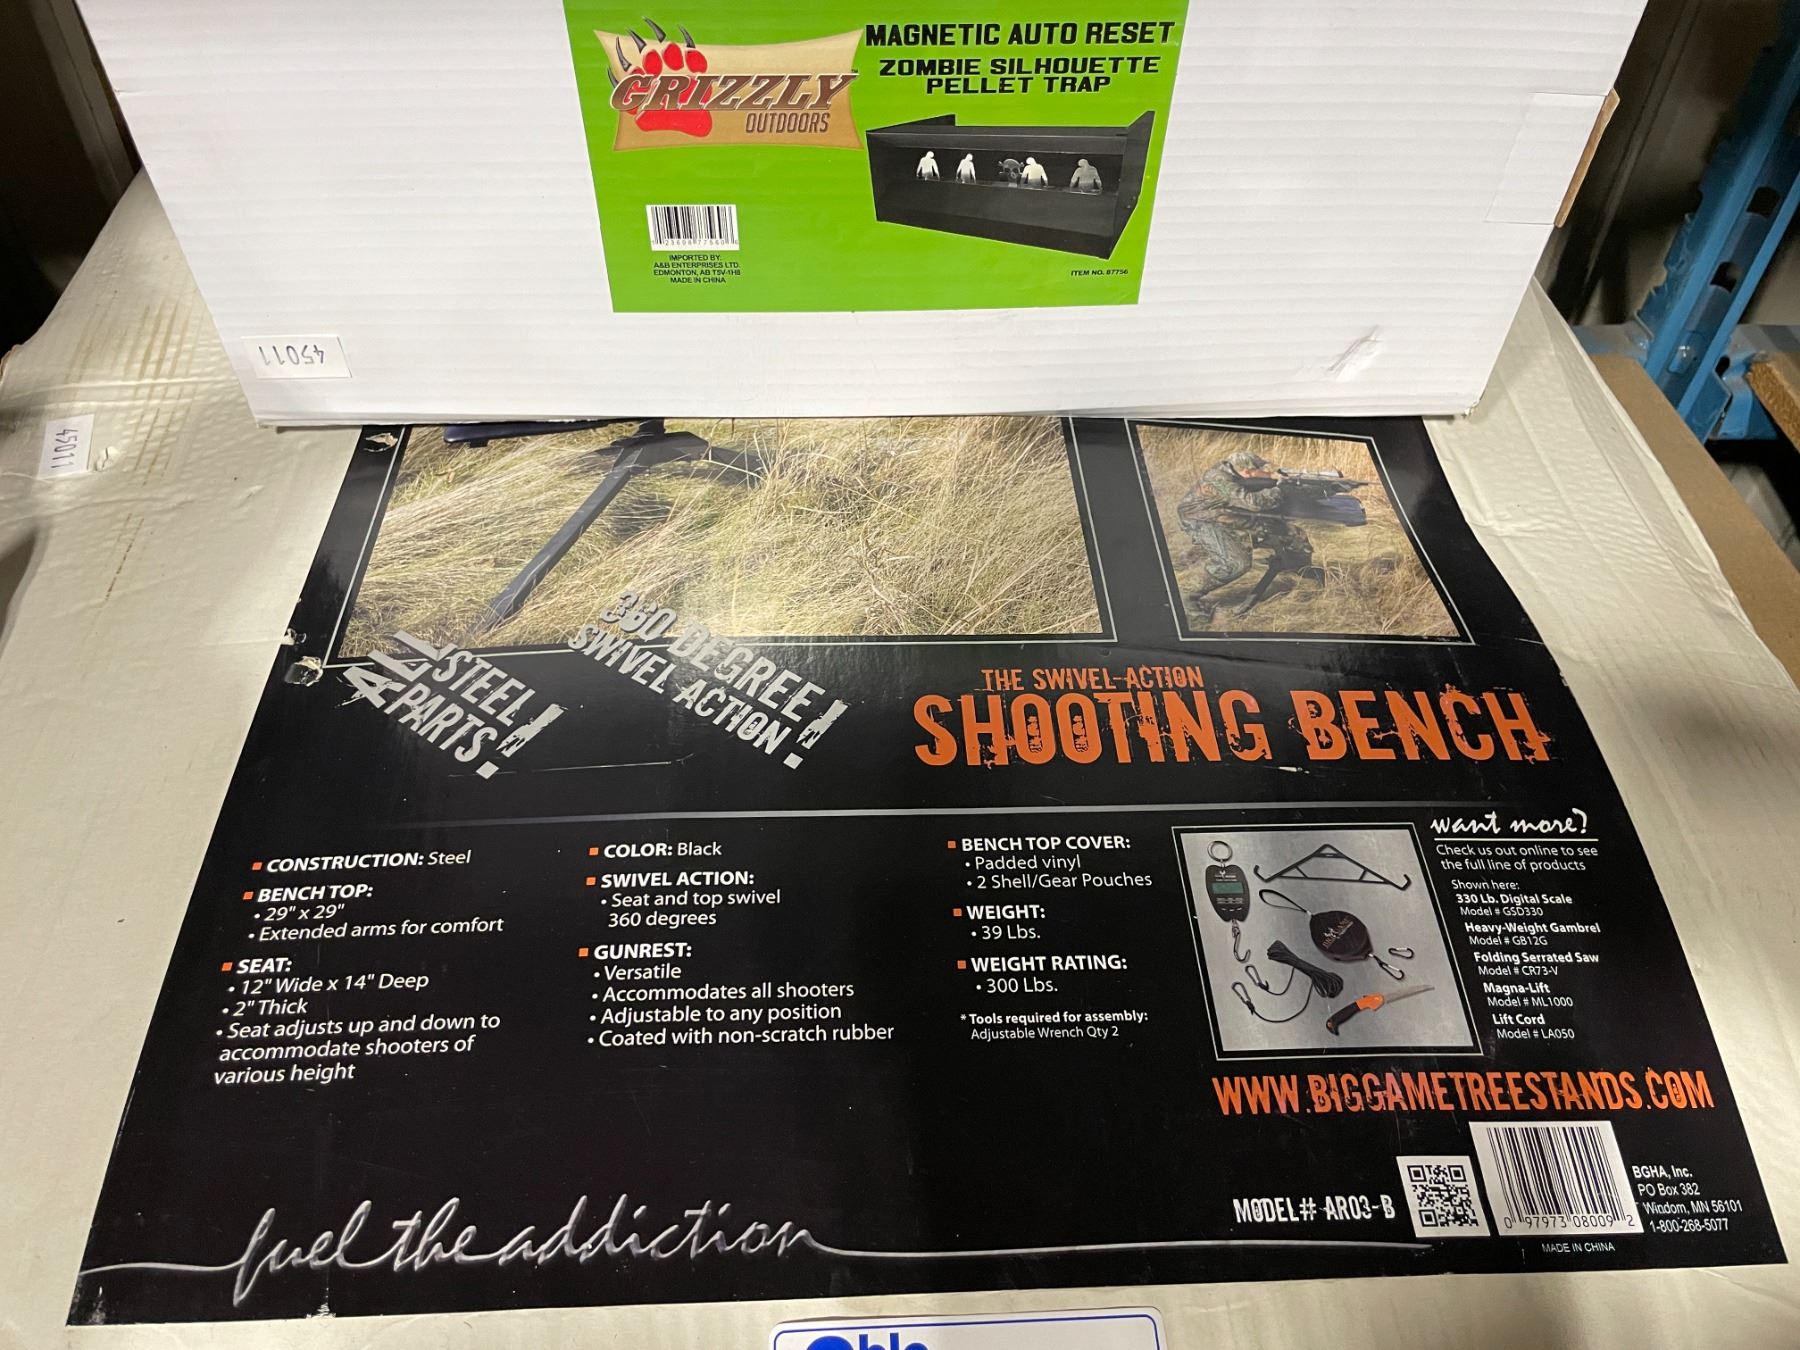 GRIZZLY
OUTDOORS
MAGNETIC AUTO RESET
ZOMBIE SILHOUETTE
PELLET TRAP
IMPORTED BY:
A&B ENTERPRISES LTD.
EDMONTON, AB T5V-1H8
MADE IN CHINA
ITEM NO. 87756
45011
45011
ALL STEEL
PARTS!
360 DEGREE
SWIVEL ACTION!
THE SWIVEL-ACTION
SHOOTING BENCH
CONSTRUCTION: Steel
BENCH TOP:
• 29" x 29"
• Extended arms for comfort
SEAT:
• 12" Wide x 14" Deep
• 2" Thick
• Seat adjusts up and down to
accommodate shooters of
various height
COLOR: Black
SWIVEL ACTION:
• Seat and top swivel
360 degrees
GUNREST:
• Versatile
• Accommodates all shooters
• Adjustable to any position
• Coated with non-scratch rubber
BENCH TOP COVER:
• Padded vinyl
• 2 Shell/Gear Pouches
WEIGHT:
• 39 Lbs.
WEIGHT RATING:
• 300 Lbs.
* Tools required for assembly:
Adjustable Wrench Qty 2
want more?
Check us out online to see
the full line of products
Shown here:
330 Lb. Digital Scale
Model # GSD330
Heavy-Weight Gambrel
Model # GB12G
Folding Serrated Saw
Model # CR73-V
Magna-Lift
Model # ML1000
Lift Cord
Model # LA050
WWW.BIGGAMETREESTANDS.COM
MODEL# AR03-B
0 97973 08009 2
BGHA, Inc.
PO Box 382
Windom, MN 56101
1-800-268-5077
MADE IN CHINA
fuel the addiction